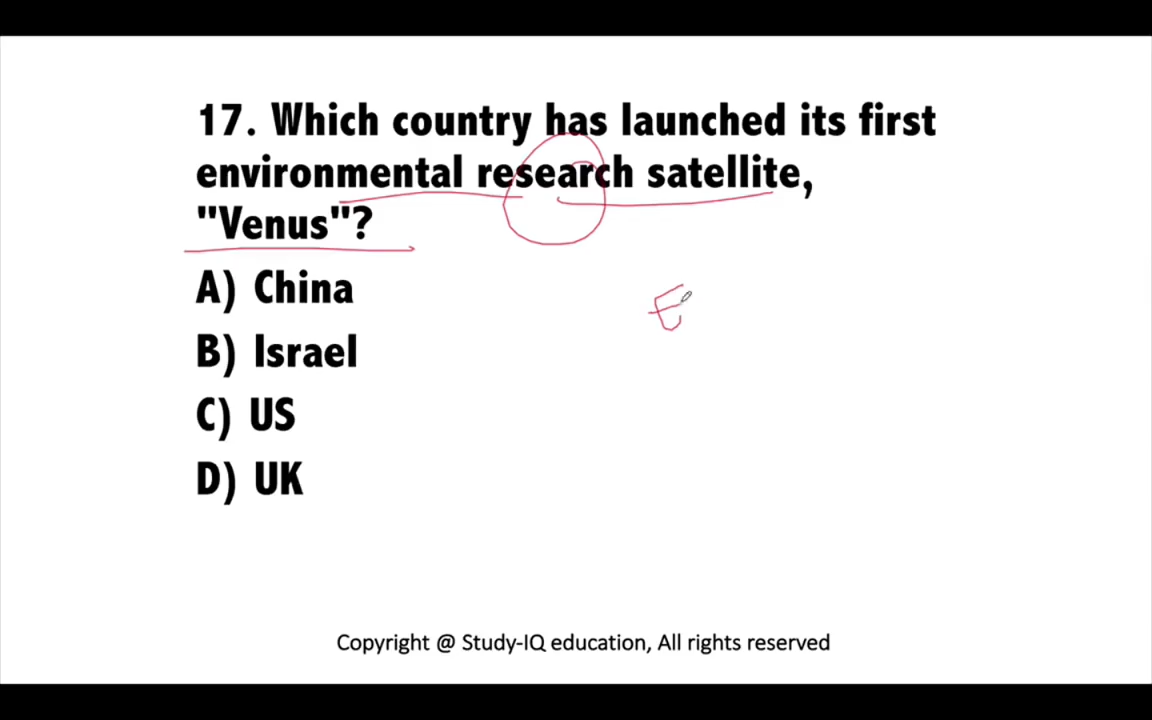 17. Which country has launched its first
environmental research satellite,
"Venus"?
A) China
B) Israel
C) US
D) UK
Copyright @ Study-IQ education, All rights reserved